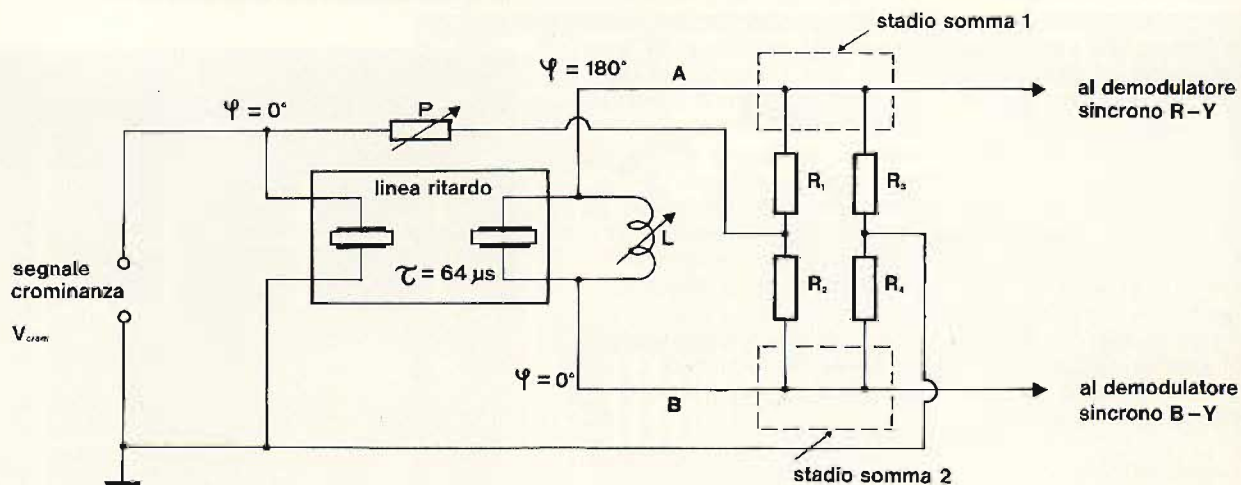 stadio somma 1
φ = 180°
A
al demodulatore
sincrono R-Y
φ = 0°
P
linea ritardo
R₁
R₃
L
segnale
crominanza
V crom
τ = 64 µs
R₂
R₄
φ = 0°
B
al demodulatore
sincrono B-Y
stadio somma 2